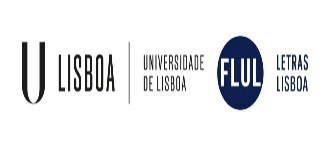 U LISBOA
UNIVERSIDADE
DE LISBOA
FLUL
LETRAS
LISBOA